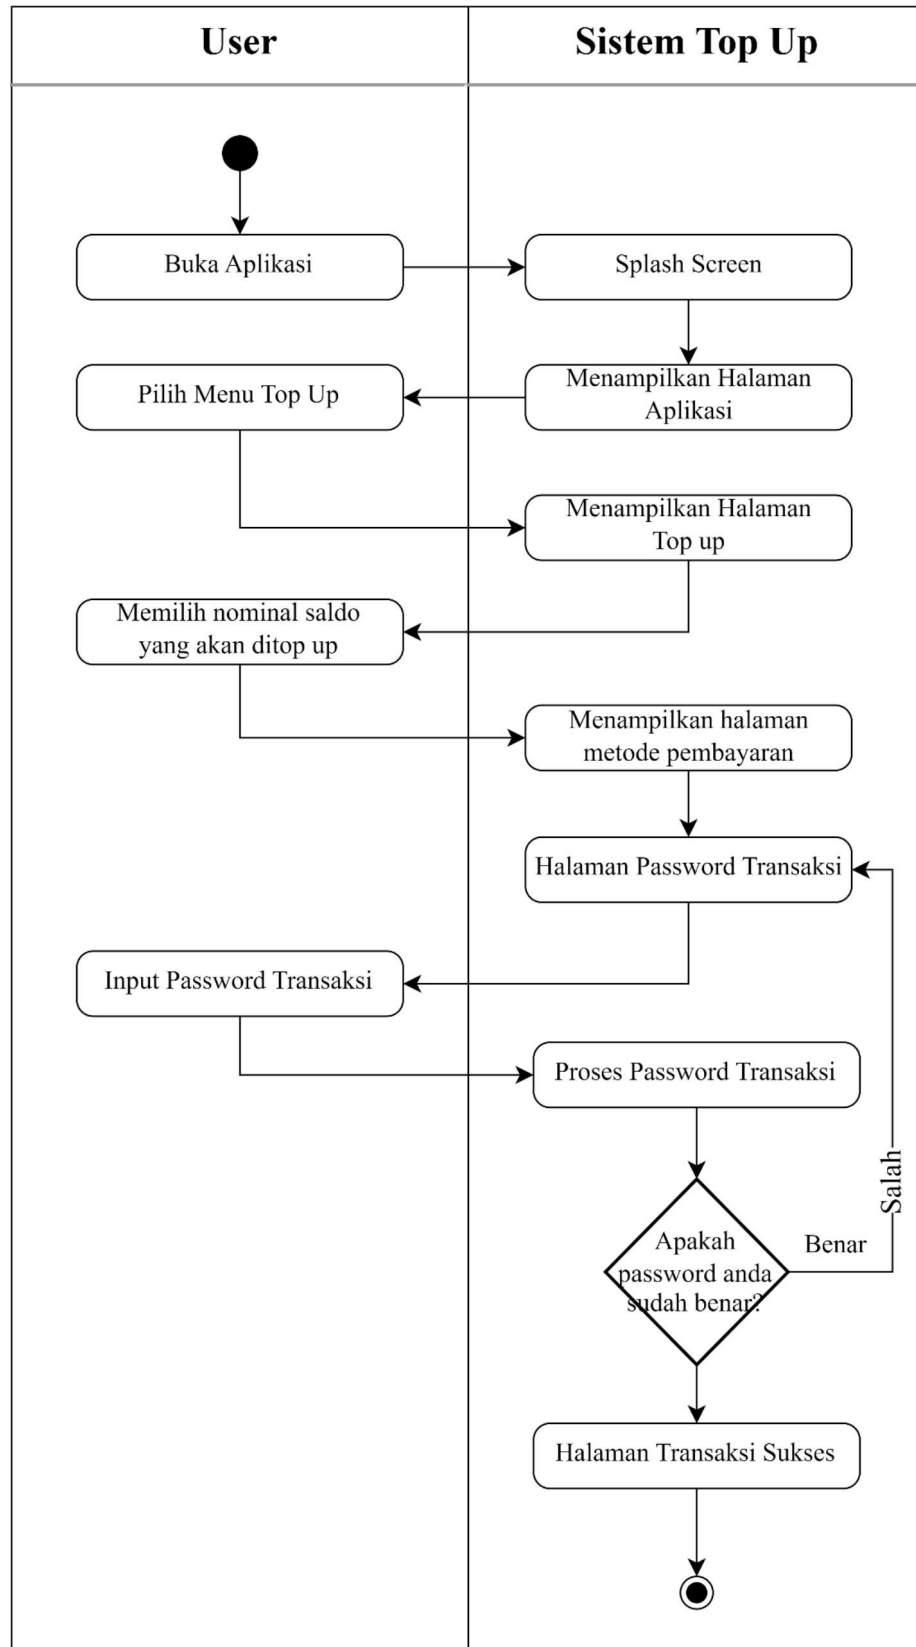 User
Sistem Top Up
Buka Aplikasi
Splash Screen
Pilih Menu Top Up
Menampilkan Halaman
Aplikasi
Menampilkan Halaman
Top up
Memilih nominal saldo
yang akan ditop up
Menampilkan halaman
metode pembayaran
Halaman Password Transaksi
Input Password Transaksi
Proses Password Transaksi
Salah
Apakah
password anda
sudah benar?
Benar
Halaman Transaksi Sukses